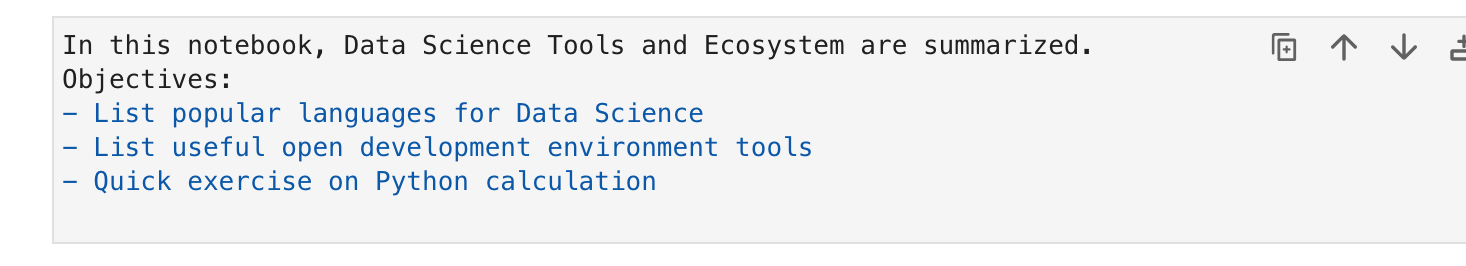 In this notebook, Data Science Tools and Ecosystem are summarized.
Objectives:
- List popular languages for Data Science
- List useful open development environment tools
- Quick exercise on Python calculation